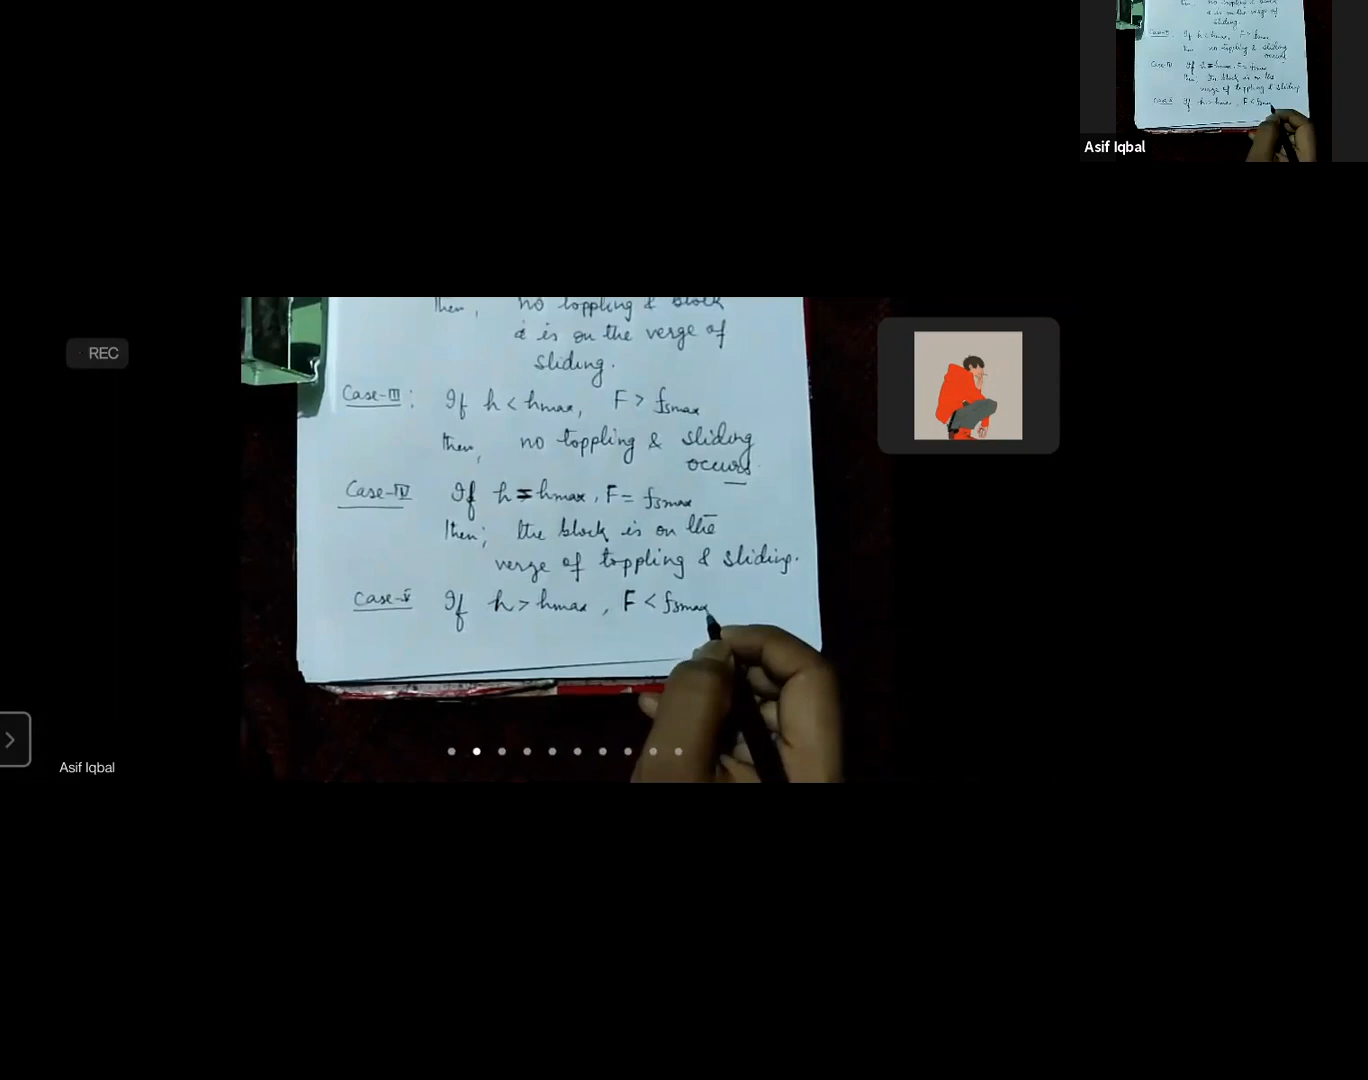 Asif Iqbal
REC
then, no toppling & block
is on the verge of
sliding.
Case-III: If h < hmax, F > fsmax
then, no toppling & sliding
occurs.
Case-IV If h = hmax, F = fsmax
then; the block is on the
verge of toppling & sliding.
Case-V If h > hmax, F < fsmax
Asif Iqbal